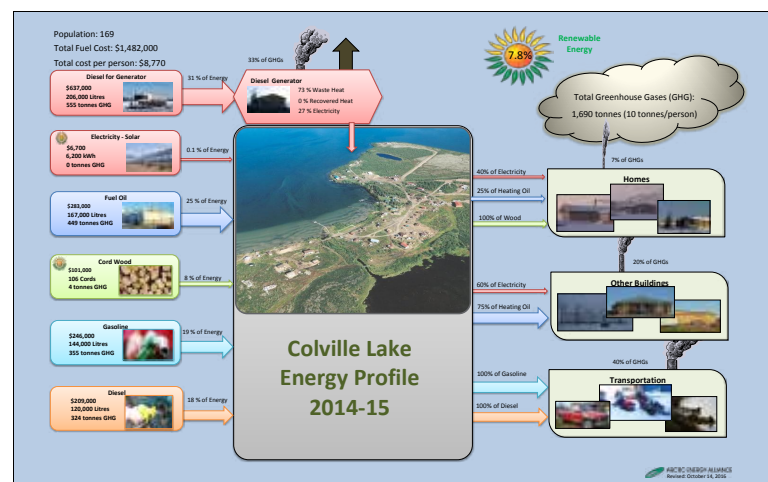 Population: 169
Total Fuel Cost: $1,482,000
Total cost per person: $8,770
Diesel for Generator
$637,000
206,000 Litres
555 tonnes GHG
31 % of Energy
33% of GHGs
Diesel Generator
73 % Waste Heat
0 % Recovered Heat
27 % Electricity
7.8%
Renewable
Energy
Total Greenhouse Gases (GHG):
1,690 tonnes (10 tonnes/person)
Electricity - Solar
$6,700
6,200 kWh
0 tonnes GHG
0.1 % of Energy
Fuel Oil
$283,000
167,000 Litres
449 tonnes GHG
25 % of Energy
Cord Wood
$101,000
106 Cords
4 tonnes GHG
8 % of Energy
Gasoline
$246,000
144,000 Litres
355 tonnes GHG
19 % of Energy
Diesel
$209,000
120,000 Litres
324 tonnes GHG
18 % of Energy
Colville Lake
Energy Profile
2014-15
40% of Electricity
25% of Heating Oil
100% of Wood
7% of GHGs
Homes
60% of Electricity
75% of Heating Oil
20% of GHGs
Other Buildings
100% of Gasoline
100% of Diesel
40% of GHGs
Transportation
ARCTIC ENERGY ALLIANCE
Revised: October 14, 2016